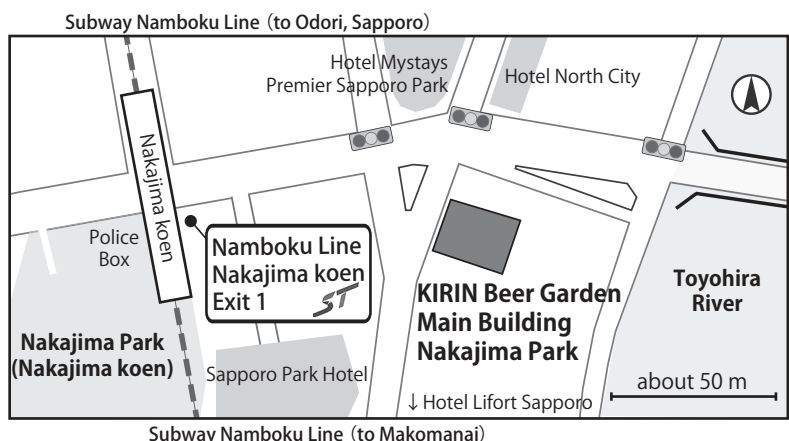 Subway Namboku Line (to Odori, Sapporo)
Hotel Mystays
Premier Sapporo Park
Hotel North City
Nakajima koen
Police
Box
Namboku Line
Nakajima koen
Exit 1
ST
KIRIN Beer Garden
Main Building
Nakajima Park
Toyohira
River
Nakajima Park
(Nakajima koen)
Sapporo Park Hotel
about 50 m
↓Hotel Lifort Sapporo
Subway Namboku Line (to Makomanai)